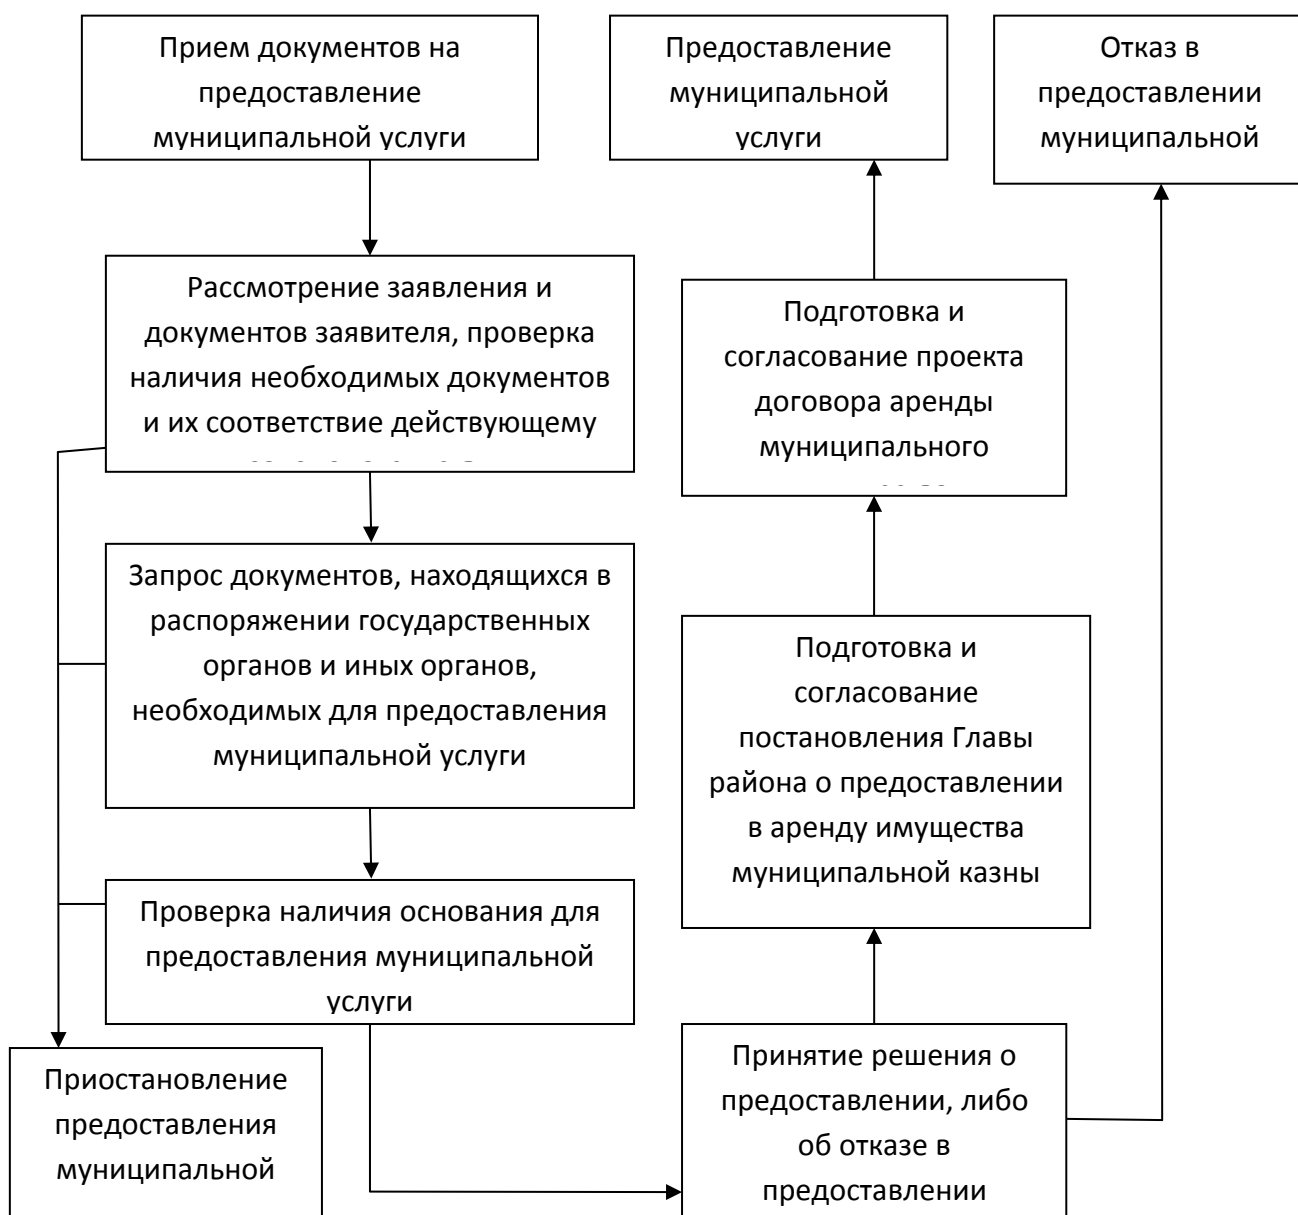 Прием документов на
предоставление
муниципальной услуги
Предоставление
муниципальной
услуги
Отказ в
предоставлении
муниципальной
Рассмотрение заявления и
документов заявителя, проверка
наличия необходимых документов
и их соответствие действующему
Подготовка и
согласование проекта
договора аренды
муниципального
Запрос документов, находящихся в
распоряжении государственных
органов и иных органов,
необходимых для предоставления
муниципальной услуги
Подготовка и
согласование
постановления Главы
района о предоставлении
в аренду имущества
муниципальной казны
Проверка наличия основания для
предоставления муниципальной
услуги
Приостановление
предоставления
муниципальной
Принятие решения о
предоставлении, либо
об отказе в
предоставлении